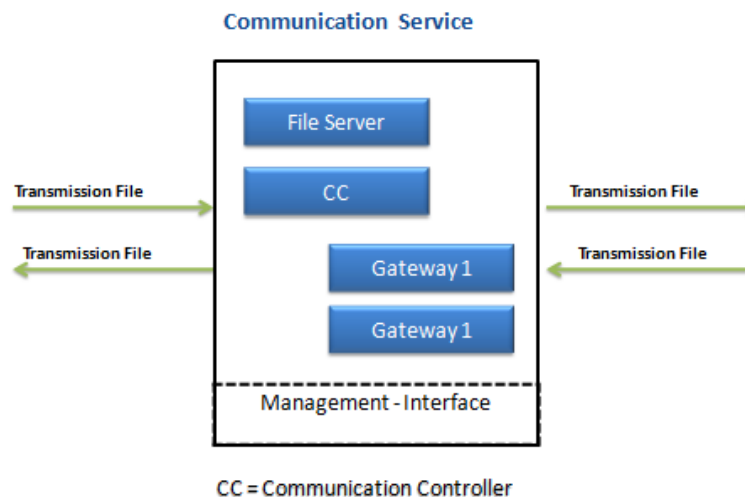 Communication Service
File Server
Transmission File
CC
Transmission File
Transmission File
Gateway 1
Transmission File
Gateway 1
Management - Interface
CC = Communication Controller